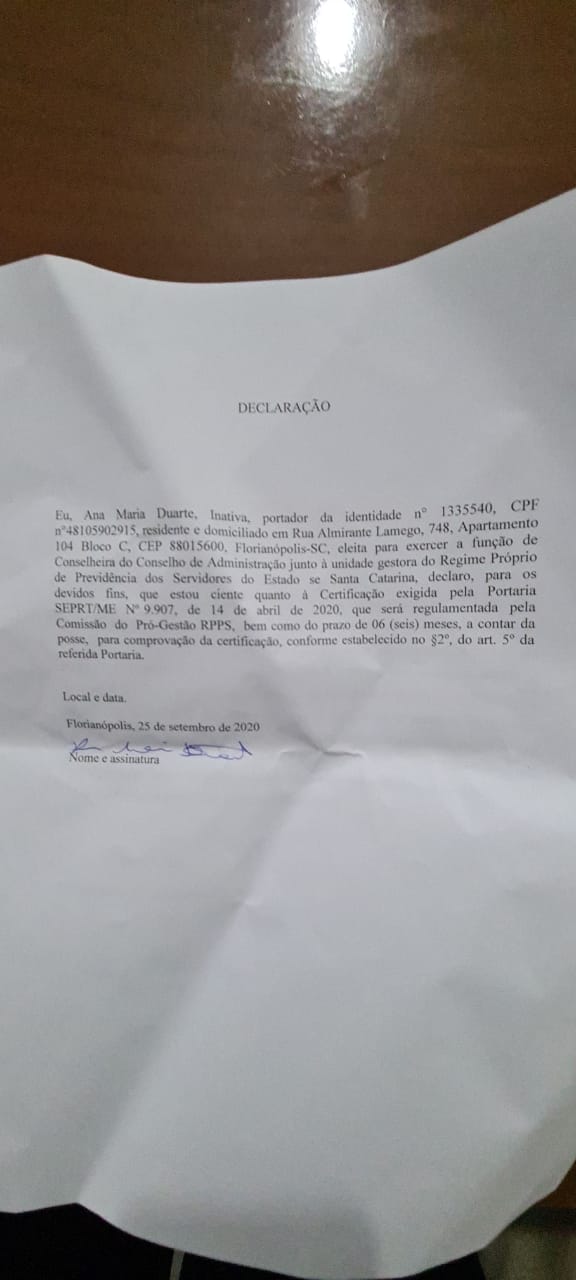 DECLARAÇÃO
Eu, Ana Maria Duarte, Inativa, portador da identidade n° 1335540, CPF
n°48105902915, residente e domiciliado em Rua Almirante Lamego, 748, Apartamento
104 Bloco C, CEP 88015600, Florianópolis-SC, eleita para exercer a função de
Conselheira do Conselho de Administração junto à unidade gestora do Regime Próprio
de Previdência dos Servidores do Estado se Santa Catarina, declaro, para os
devidos fins, que estou ciente quanto à Certificação exigida pela Portaria
SEPRT/ME Nº 9.907, de 14 de abril de 2020, que será regulamentada pela
Comissão do Pró-Gestão RPPS, bem como do prazo de 06 (seis) meses, a contar da
posse, para comprovação da certificação, conforme estabelecido no §2º, do art. 5º da
referida Portaria.
Local e data.
Florianópolis, 25 de setembro de 2020
Nome e assinatura